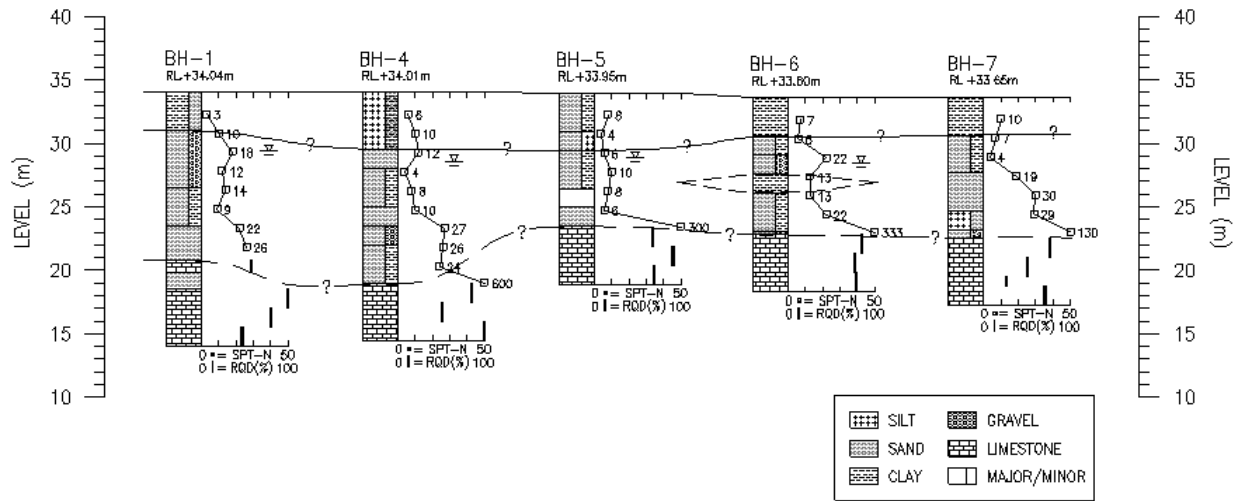 40
35
30
25
20
15
10
LEVEL (m)
BH-1
RL +34.04m
3
10
18
12
14
9
22
26
0 ▫= SPT-N 50
0 I= RQD(%) 100
BH-4
RL +34.01m
6
10
12
4
8
10
27
26
24
600
0 ▫= SPT-N 50
0 I= RQD(%) 100
BH-5
RL +33.95m
8
4
6
10
8
6
300
0 ▫= SPT-N 50
0 I= RQD(%) 100
BH-6
RL +33.60m
7
6
22
13
13
22
333
0 ▫= SPT-N 50
0 I= RQD(%) 100
BH-7
RL +33.65m
10
7
4
19
30
29
130
0 ▫= SPT-N 50
0 I= RQD(%) 100
? ? ? ?
? ? ? ?
40
35
30
25
20
15
10
LEVEL (m)
SILT GRAVEL
SAND LIMESTONE
CLAY MAJOR/MINOR